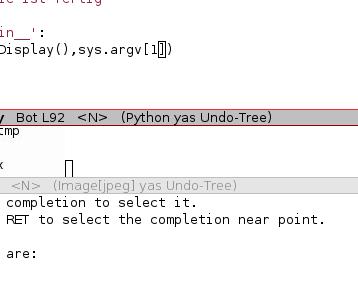 ist fertig
in__':
Display(),sys.argv[1])
y Bot L92 <N> (Python yas Undo-Tree)
tmp
x
<N> (Image[jpeg] yas Undo-Tree)
completion to select it.
RET to select the completion near point.
are: